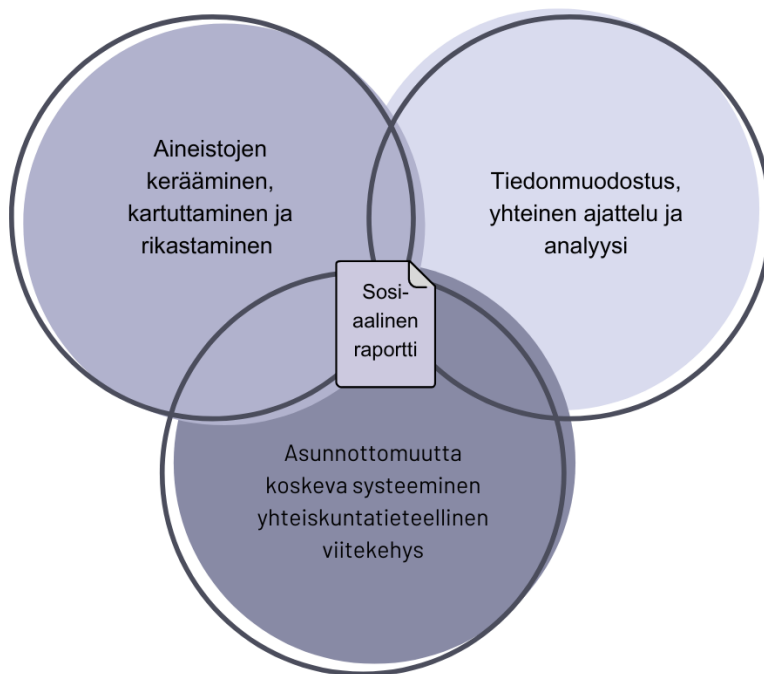 Aineistojen
kerääminen,
kartuttaminen ja
rikastaminen
Tiedonmuodostus,
yhteinen ajattelu ja
analyysi
Sosi-
aalinen
raportti
Asunnottomuutta
koskeva systeeminen
yhteiskuntatieteellinen
viitekehys